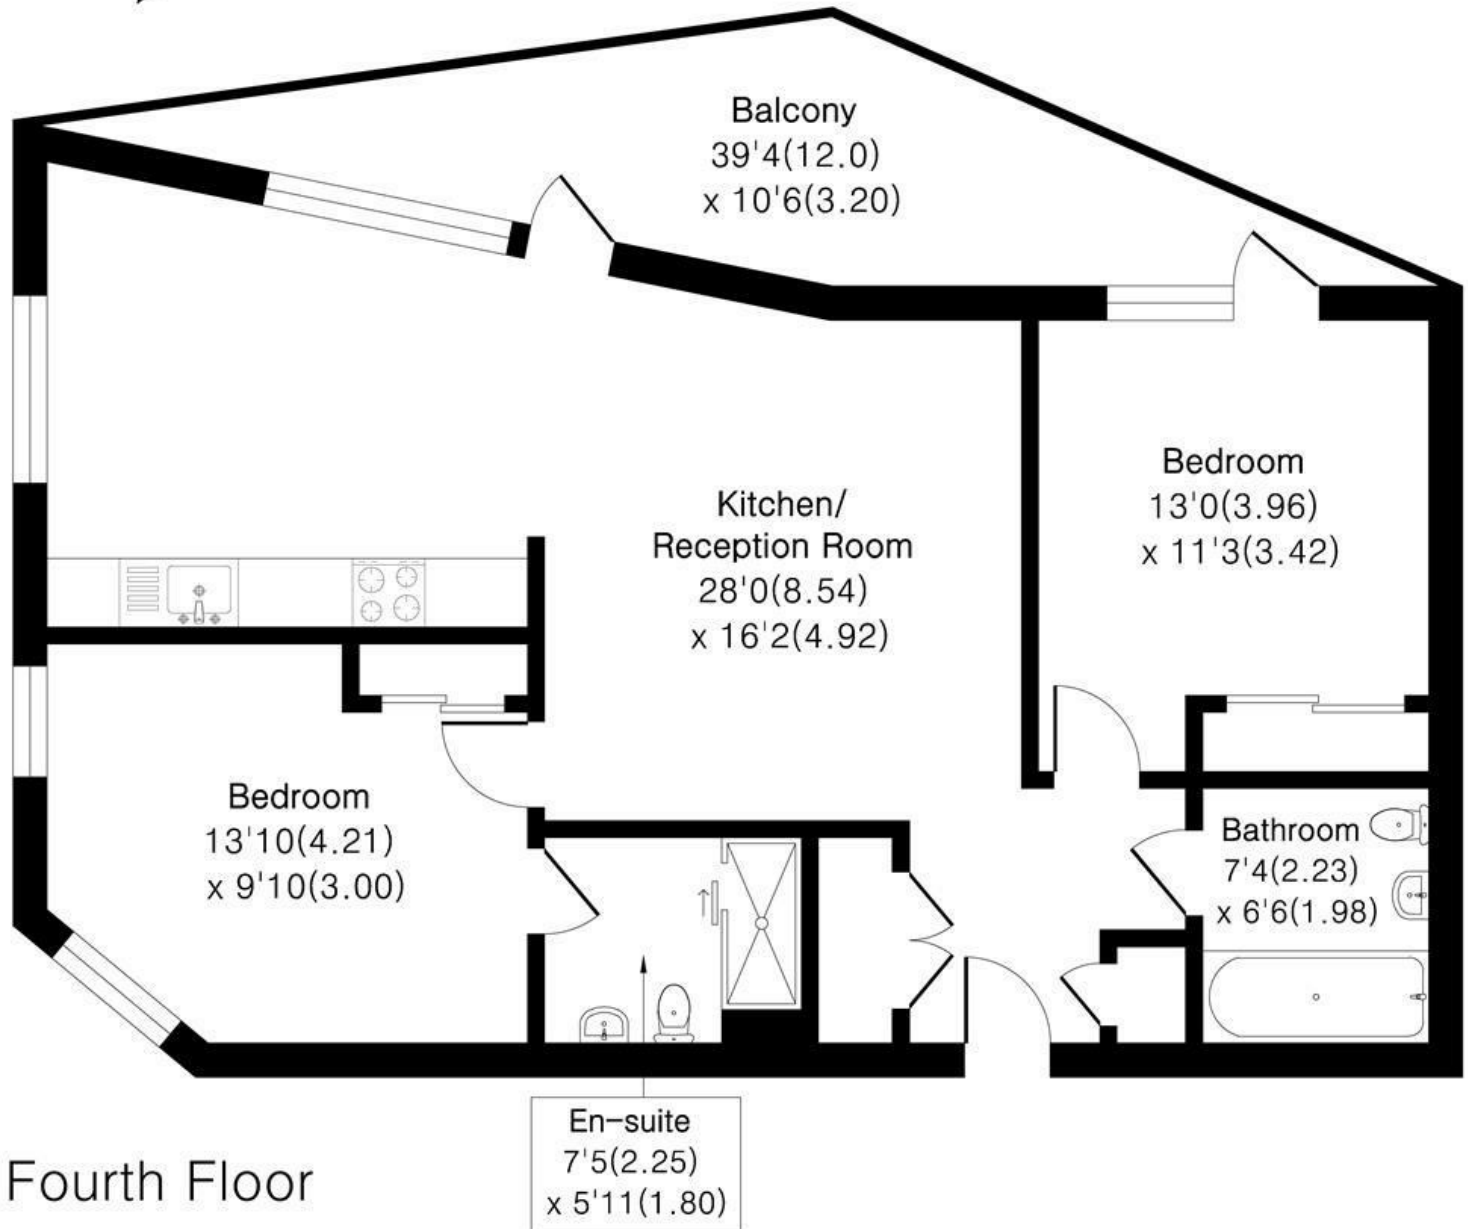 Balcony
39'4(12.0)
x 10'6(3.20)
Bedroom
13'0(3.96)
x 11'3(3.42)
Kitchen/
Reception Room
28'0(8.54)
x 16'2(4.92)
Bedroom
13'10(4.21)
x 9'10(3.00)
Bathroom
7'4(2.23)
x 6'6(1.98)
En-suite
7'5(2.25)
x 5'11(1.80)
Fourth Floor